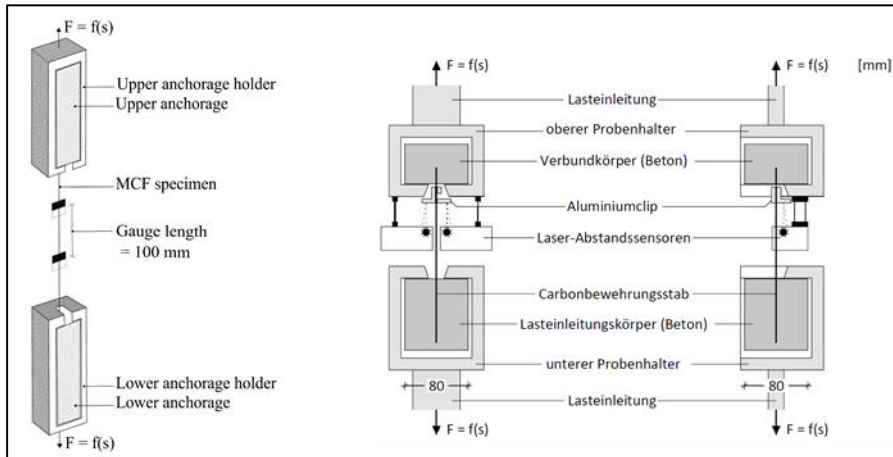 F = f(s)
Upper anchorage holder
Upper anchorage
MCF specimen
Gauge length
= 100 mm
Lower anchorage holder
Lower anchorage
F = f(s)
F = f(s)
F = f(s)
[mm]
Lasteinleitung
oberer Probenhalter
Verbundkörper (Beton)
Aluminiumclip
Laser-Abstandssensoren
Carbonbewehrungsstab
Lasteinleitungskörper (Beton)
unterer Probenhalter
80
80
Lasteinleitung
F = f(s)
F = f(s)